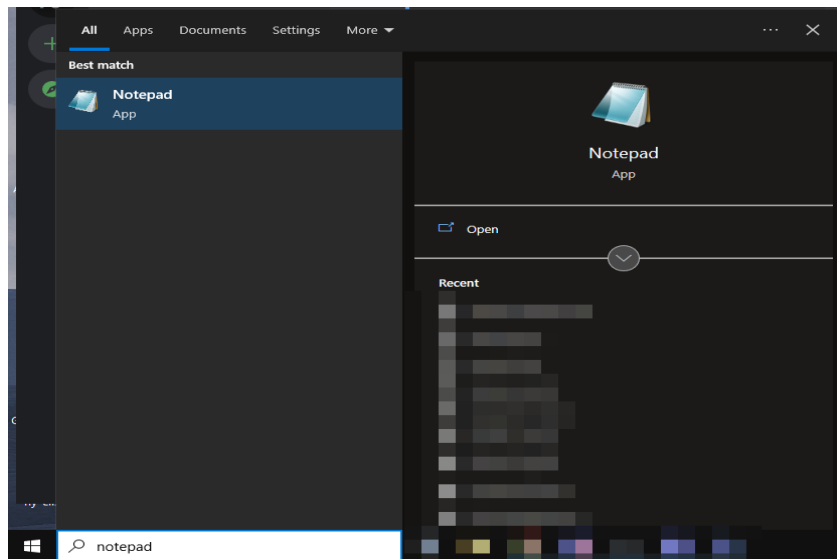 All Apps Documents Settings More
Best match
Notepad
App
Notepad
App
Open
Recent
notepad